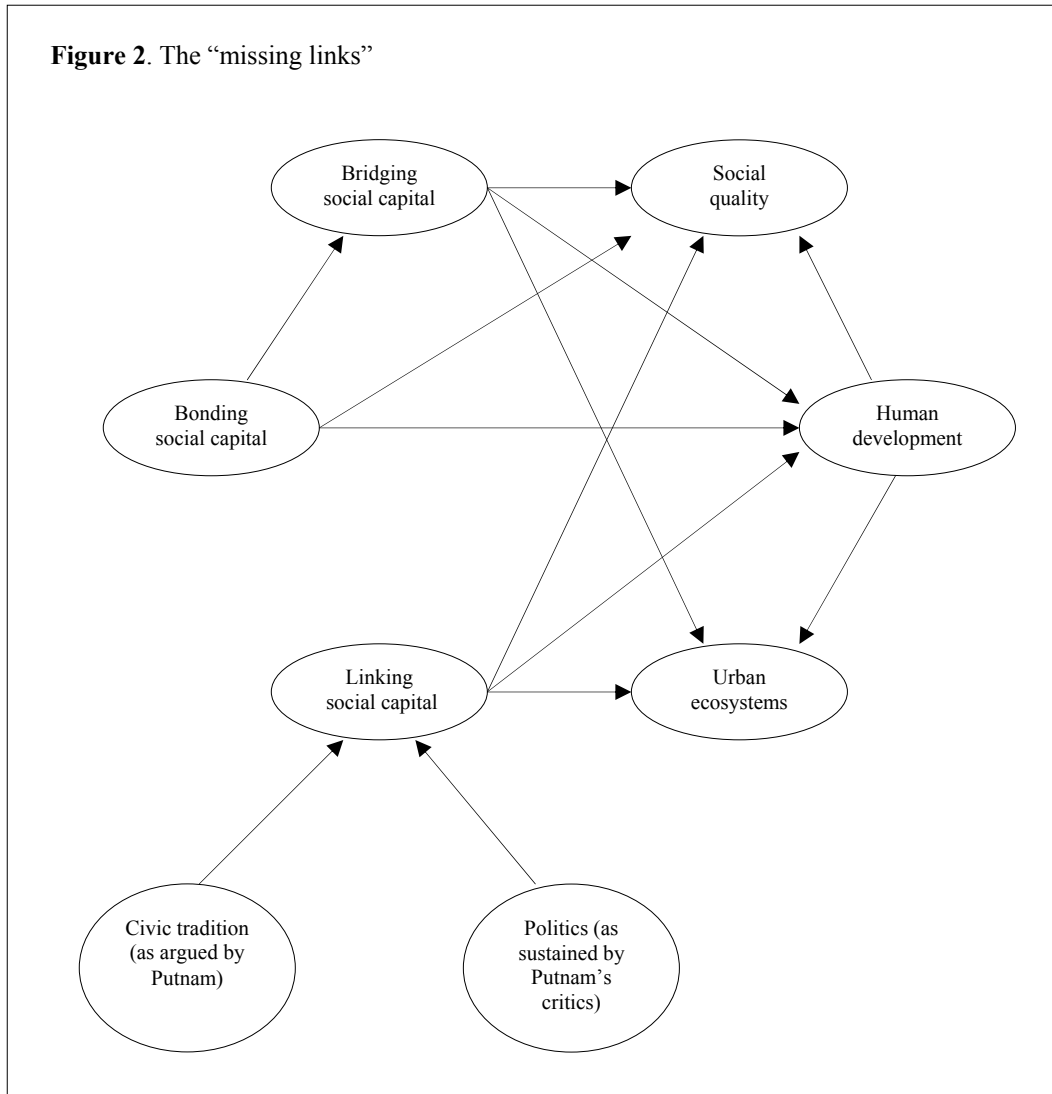 Figure 2. The “missing links”
Bridging
social capital
Social
quality
Bonding
social capital
Human
development
Linking
social capital
Urban
ecosystems
Civic tradition
(as argued by
Putnam)
Politics (as
sustained by
Putnam’s
critics)